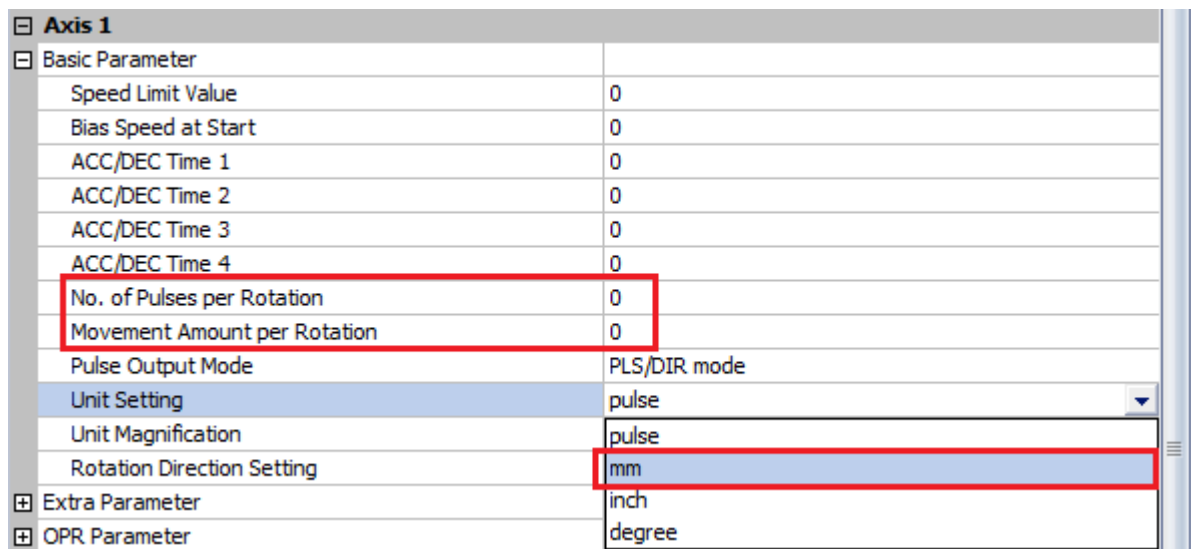 Axis 1
Basic Parameter
Speed Limit Value 0
Bias Speed at Start 0
ACC/DEC Time 1 0
ACC/DEC Time 2 0
ACC/DEC Time 3 0
ACC/DEC Time 4 0
No. of Pulses per Rotation 0
Movement Amount per Rotation 0
Pulse Output Mode PLS/DIR mode
Unit Setting pulse
Unit Magnification pulse
Rotation Direction Setting mm
Extra Parameter inch
OPR Parameter degree